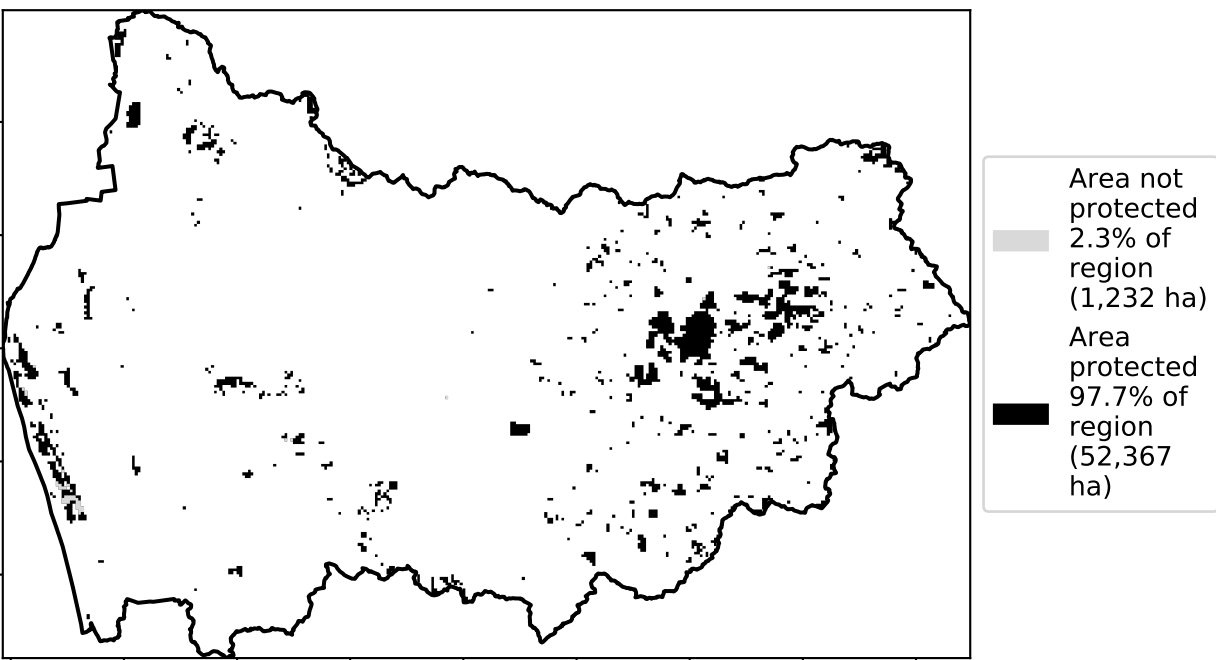 Area not
protected
2.3% of
region
(1,232 ha)
Area
protected
97.7% of
region
(52,367
ha)